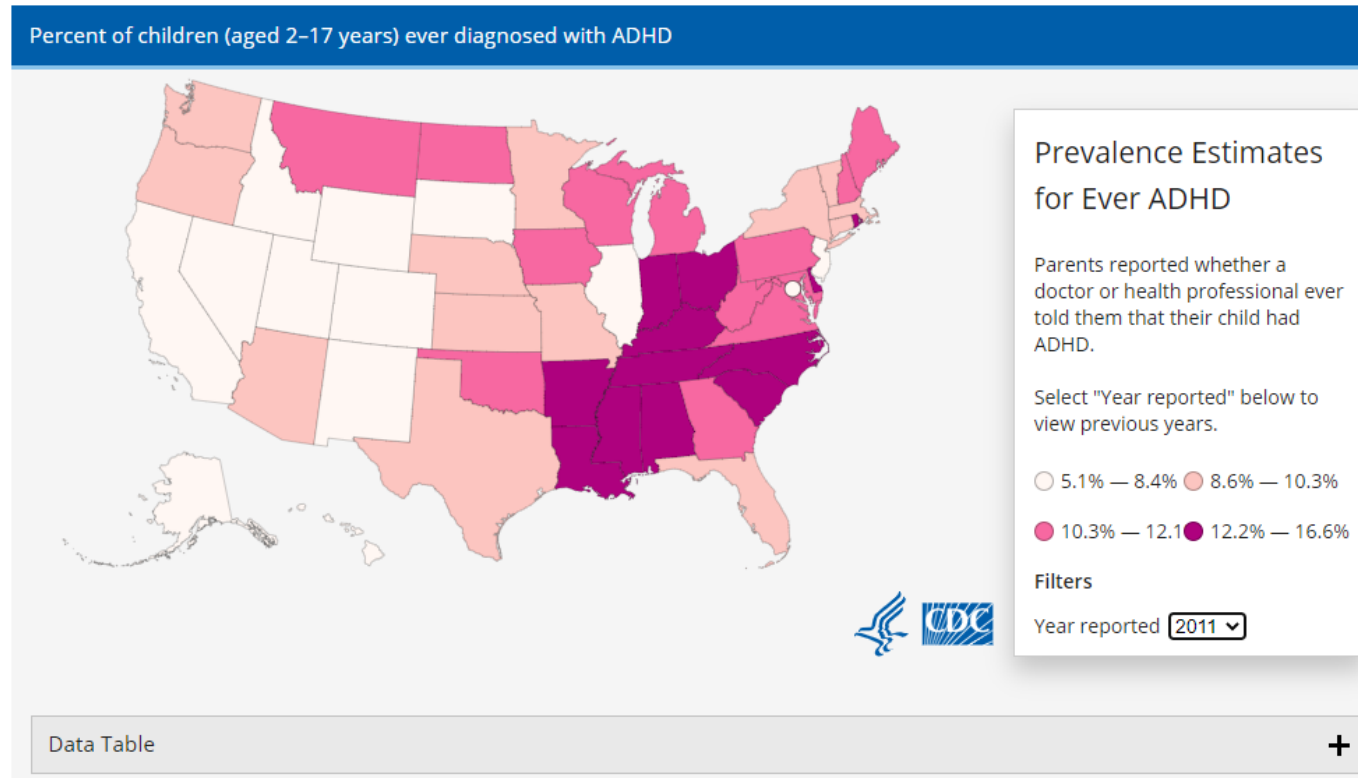 Percent of children (aged 2–17 years) ever diagnosed with ADHD
Prevalence Estimates
for Ever ADHD
Parents reported whether a
doctor or health professional ever
told them that their child had
ADHD.
Select "Year reported" below to
view previous years.
5.1% — 8.4% 8.6% — 10.3%
10.3% — 12.1 12.2% — 16.6%
Filters
Year reported 2011
CDC
Data Table +